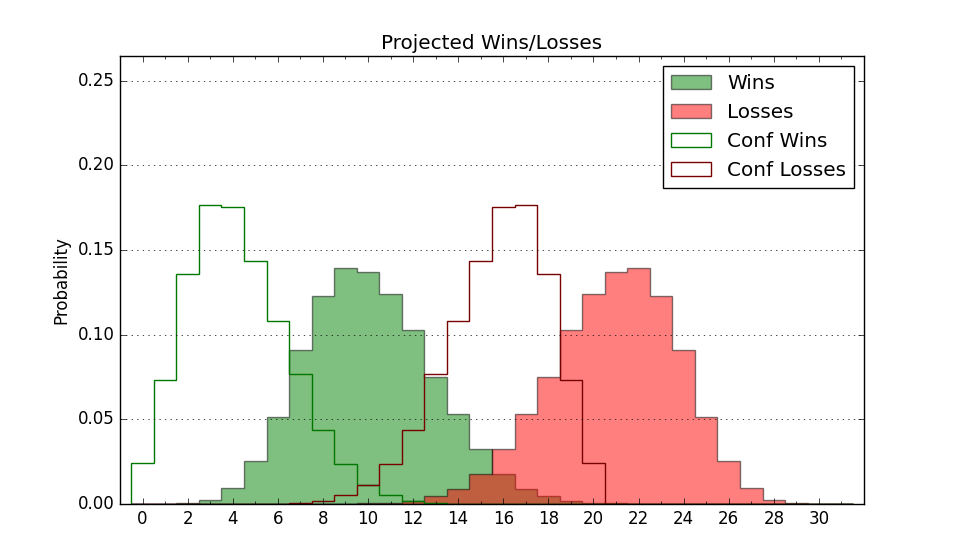 Projected Wins/Losses
0.25
0.20
0.15
0.10
0.05
0.00
Probability
Wins
Losses
Conf Wins
Conf Losses
0 2 4 6 8 10 12 14 16 18 20 22 24 26 28 30